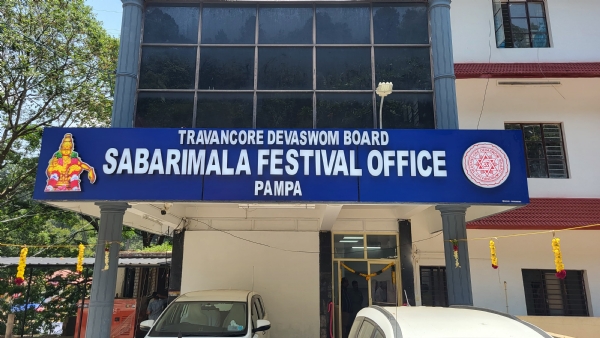 TRAVANCORE DEVASWOM BOARD
SABARIMALA FESTIVAL OFFICE
PAMPA